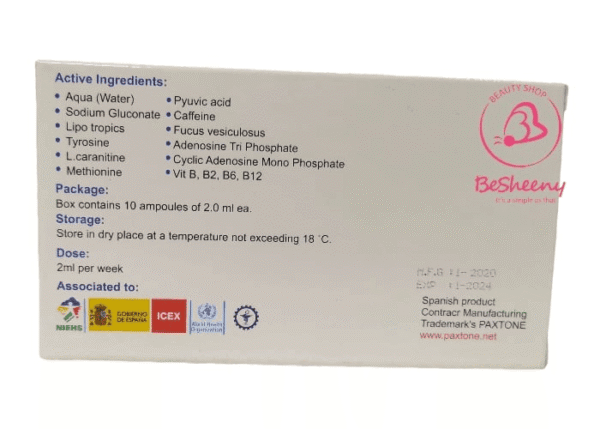 Active Ingredients:
• Aqua (Water)
• Sodium Gluconate
• Lipo tropics
• Tyrosine
• L.caranitine
• Methionine
• Pyuvic acid
• Caffeine
• Fucus vesiculosus
• Adenosine Tri Phosphate
• Cyclic Adenosine Mono Phosphate
• Vit B, B2, B6, B12
Package:
Box contains 10 ampoules of 2.0 ml ea.
Storage:
Store in dry place at a temperature not exceeding 18 °C.
Dose:
2ml per week
Associated to:
NIEHS
GOBIERNO
DE ESPAÑA
ICEX
World Health
Organization
BEAUTY SHOP
BeSheeny
it's a simple as that
M.F.G :1-2020
EXP :1-2024
Spanish product
Contracr Manufacturing
Trademark's PAXTONE
www.paxtone.net